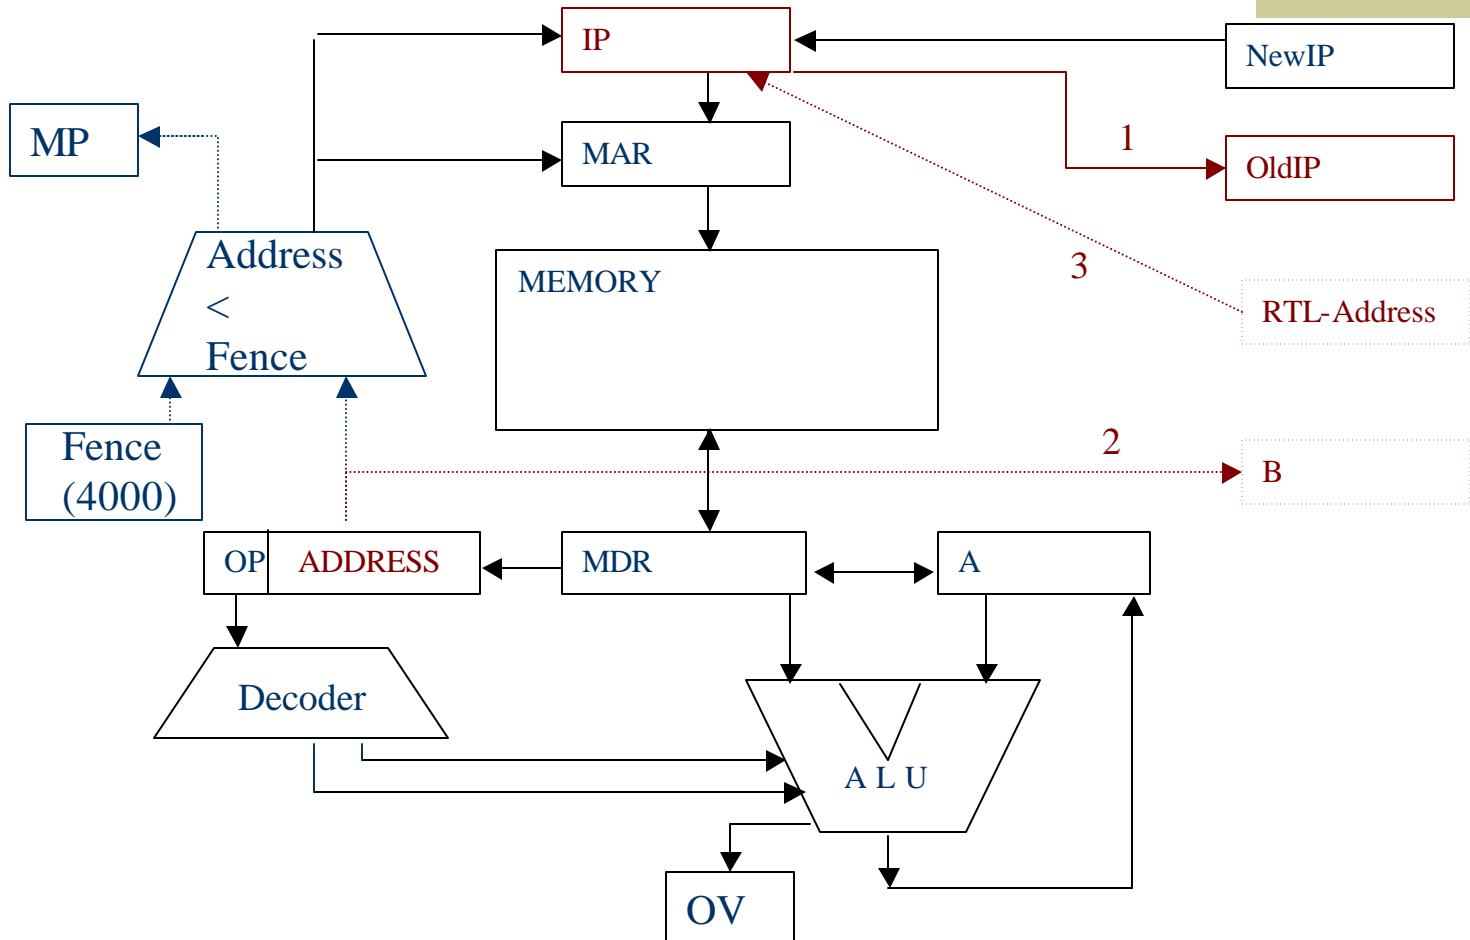 IP
NewIP
MP
MAR
1
OldIP
Address
<
Fence
MEMORY
3
RTL-Address
Fence
(4000)
2
B
OP
ADDRESS
MDR
A
Decoder
A L U
OV